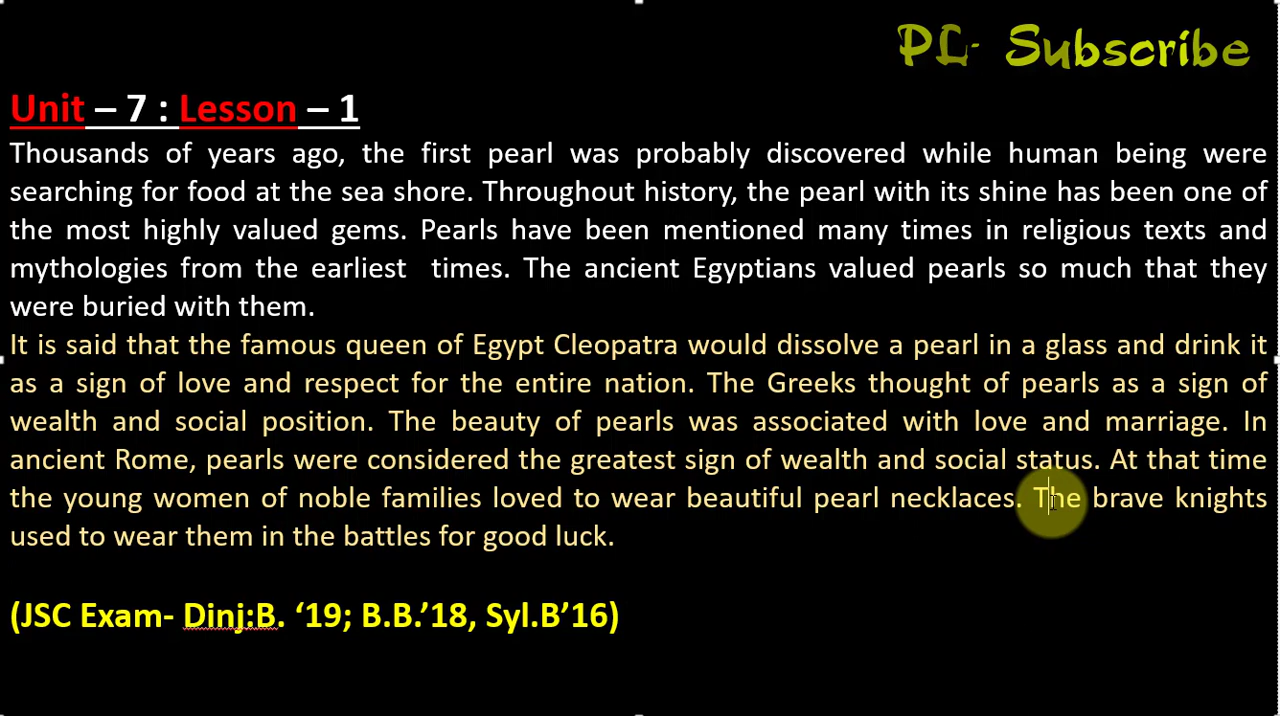 PL- Subscribe
Unit – 7 : Lesson – 1
Thousands of years ago, the first pearl was probably discovered while human being were
searching for food at the sea shore. Throughout history, the pearl with its shine has been one of
the most highly valued gems. Pearls have been mentioned many times in religious texts and
mythologies from the earliest times. The ancient Egyptians valued pearls so much that they
were buried with them.
It is said that the famous queen of Egypt Cleopatra would dissolve a pearl in a glass and drink it
as a sign of love and respect for the entire nation. The Greeks thought of pearls as a sign of
wealth and social position. The beauty of pearls was associated with love and marriage. In
ancient Rome, pearls were considered the greatest sign of wealth and social status. At that time
the young women of noble families loved to wear beautiful pearl necklaces. The brave knights
used to wear them in the battles for good luck.
(JSC Exam- Dinj:B. ‘19; B.B.’18, Syl.B’16)